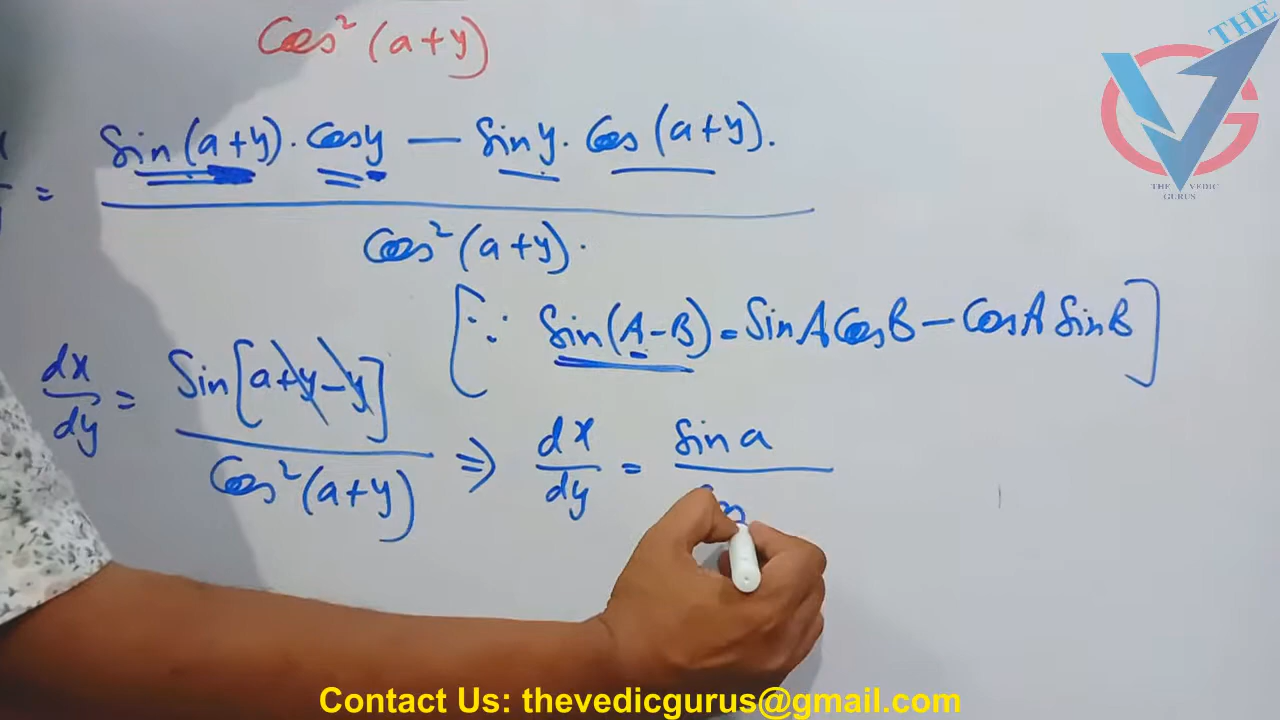 Cos² (a+y)
THE
Sin(a+y). Cosy — Siny. Cos (a+y).
=
THE VEDIC
GURUS
Cos² (a+y).
[∵ Sin(A-B) = SinA CosB - CosA SinB]
dx/dy = Sin[a+y-y] / Cos² (a+y) ⇒ dx/dy = Sin a
Contact Us: thevedicgurus@gmail.com